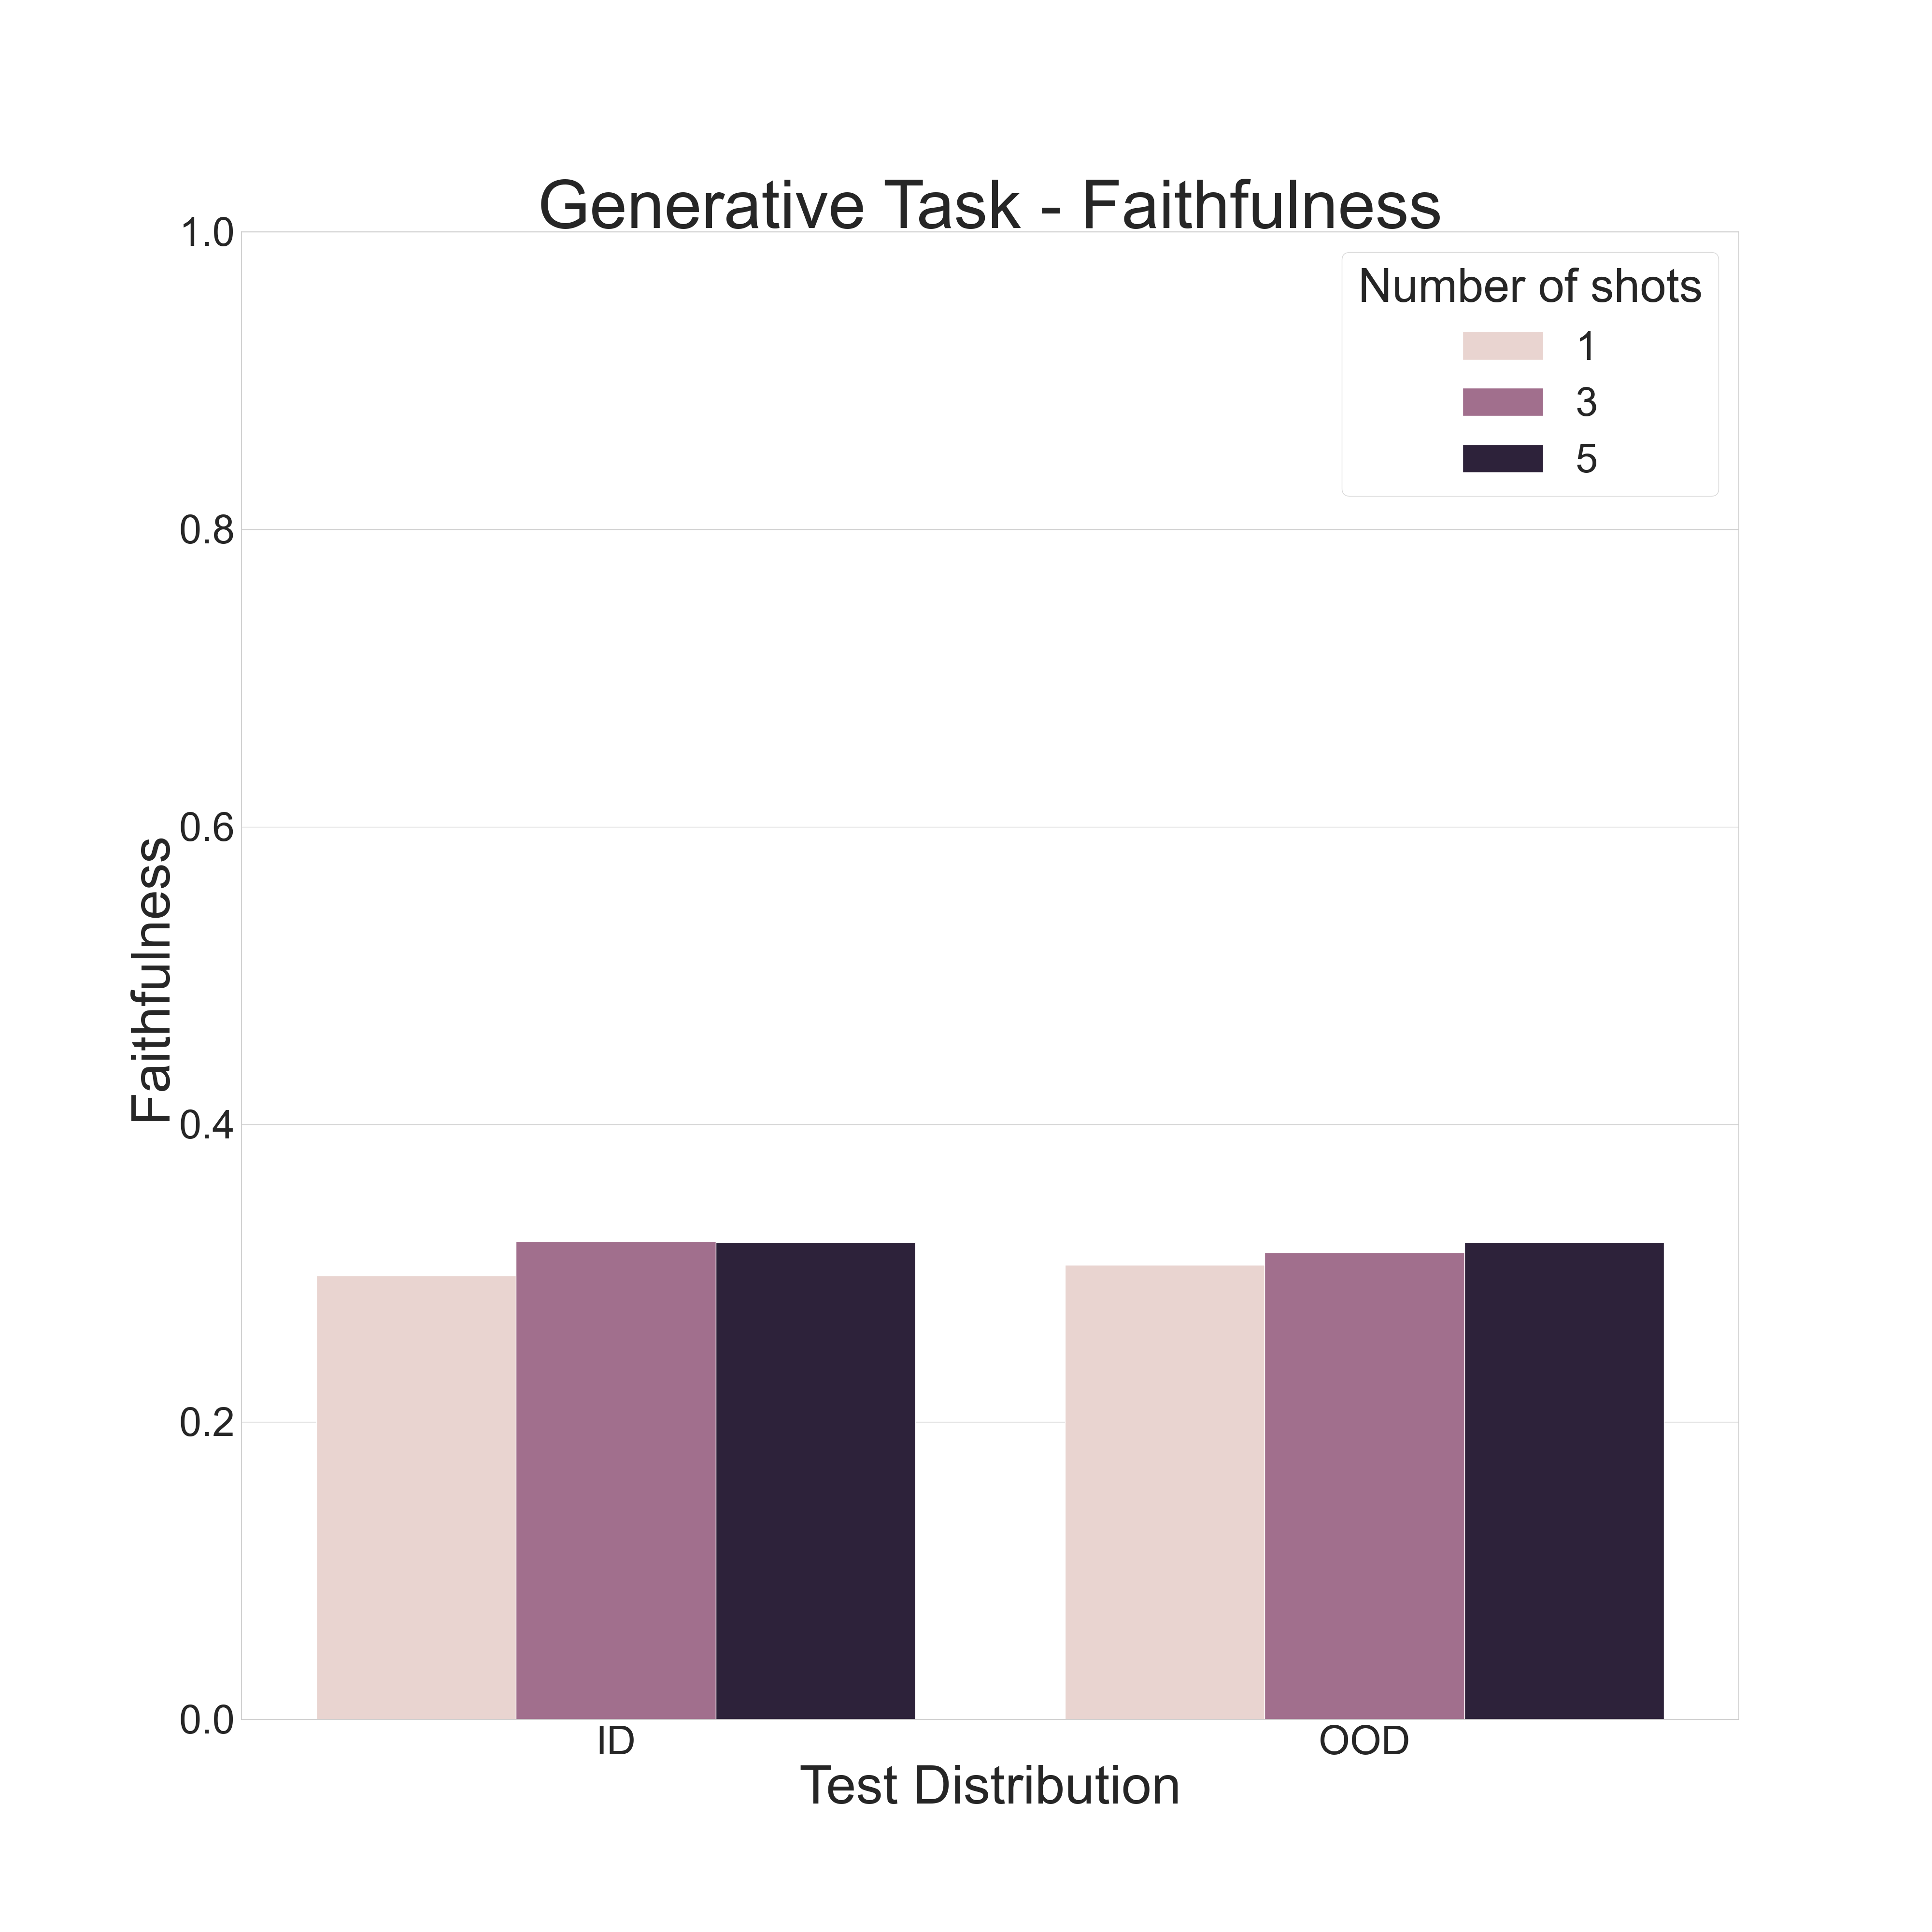 Generative Task - Faithfulness
1.0
0.8
0.6
0.4
0.2
0.0
Faithfulness
Number of shots
1
3
5
ID
OOD
Test Distribution